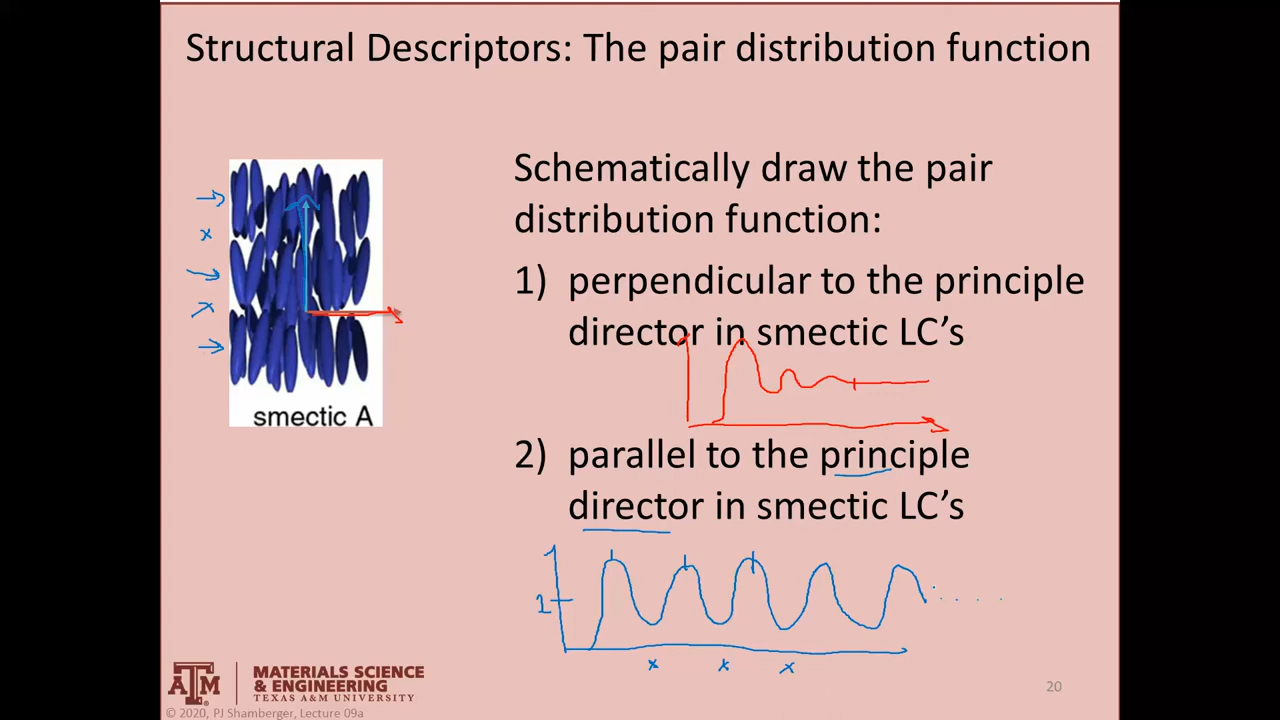 Structural Descriptors: The pair distribution function
smectic A
Schematically draw the pair
distribution function:
1) perpendicular to the principle
director in smectic LC's
2) parallel to the principle
director in smectic LC's
1
x
x
x
x
x
ATM
MATERIALS SCIENCE
& ENGINEERING
TEXAS A&M UNIVERSITY
© 2020, PJ Shamberger, Lecture 09a
20